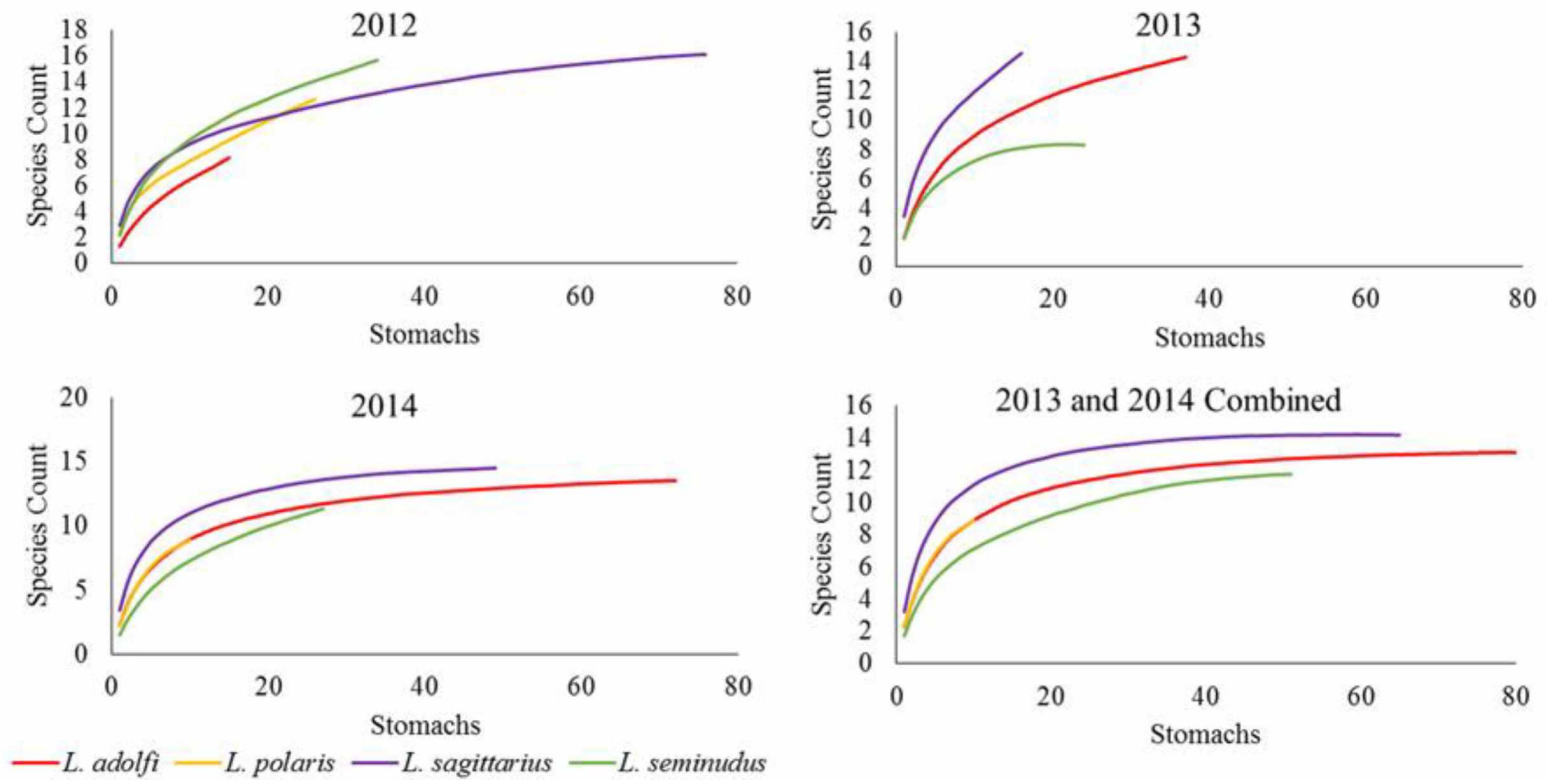 2012
18
16
14
12
10
8
6
4
2
0
Species Count
0 20 40 60 80
Stomachs
2013
16
14
12
10
8
6
4
2
0
Species Count
0 20 40 60 80
Stomachs
2014
20
15
10
5
0
Species Count
0 20 40 60 80
Stomachs
2013 and 2014 Combined
16
14
12
10
8
6
4
2
0
Species Count
0 20 40 60 80
Stomachs
L. adolfi L. polaris L. sagittarius L. seminudus